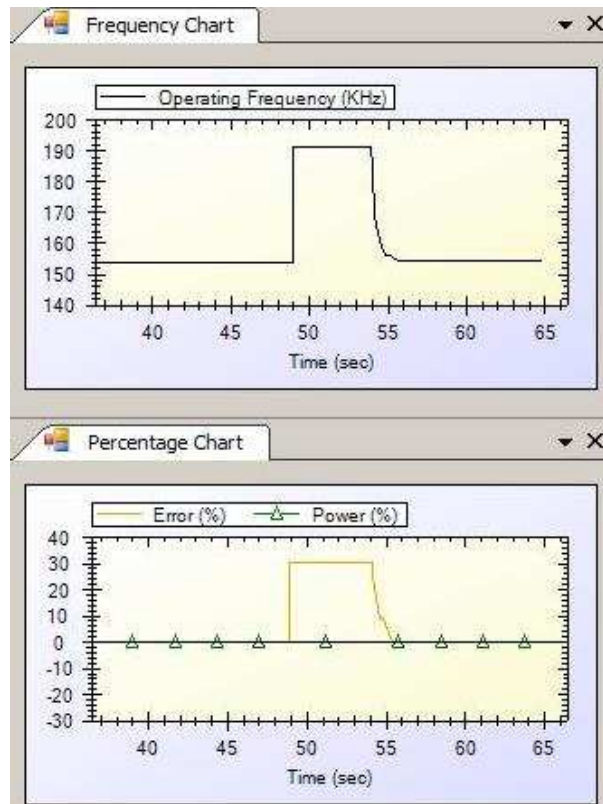 Frequency Chart
Operating Frequency (KHz)
200
190
180
170
160
150
140
40 45 50 55 60 65
Time (sec)
Percentage Chart
Error (%) Power (%)
40
30
20
10
0
-10
-20
-30
40 45 50 55 60 65
Time (sec)